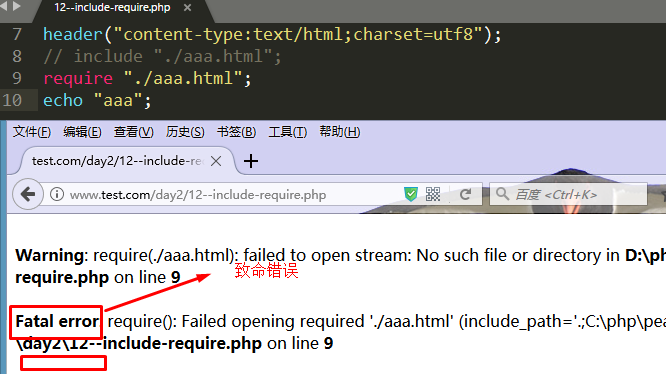 12--include-require.php ×
7 header("content-type:text/html;charset=utf8");
8 // include "./aaa.html";
9 require "./aaa.html";
10 echo "aaa";
文件(F) 编辑(E) 查看(V) 历史(S) 书签(B) 工具(T) 帮助(H)
test.com/day2/12--include-re
www.test.com/day2/12--include-require.php 百度 <Ctrl+K>
Warning: require(./aaa.html): failed to open stream: No such file or directory in D:\ph
require.php on line 9
致命错误
Fatal error: require(): Failed opening required './aaa.html' (include_path='.;C:\php\pea
\day2\12--include-require.php on line 9